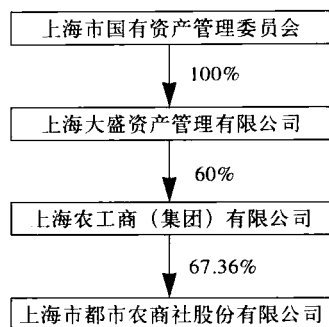 上海市国有资产管理委员会
100%
上海大盛资产管理有限公司
60%
上海农工商（集团）有限公司
67.36%
上海市都市农商社股份有限公司